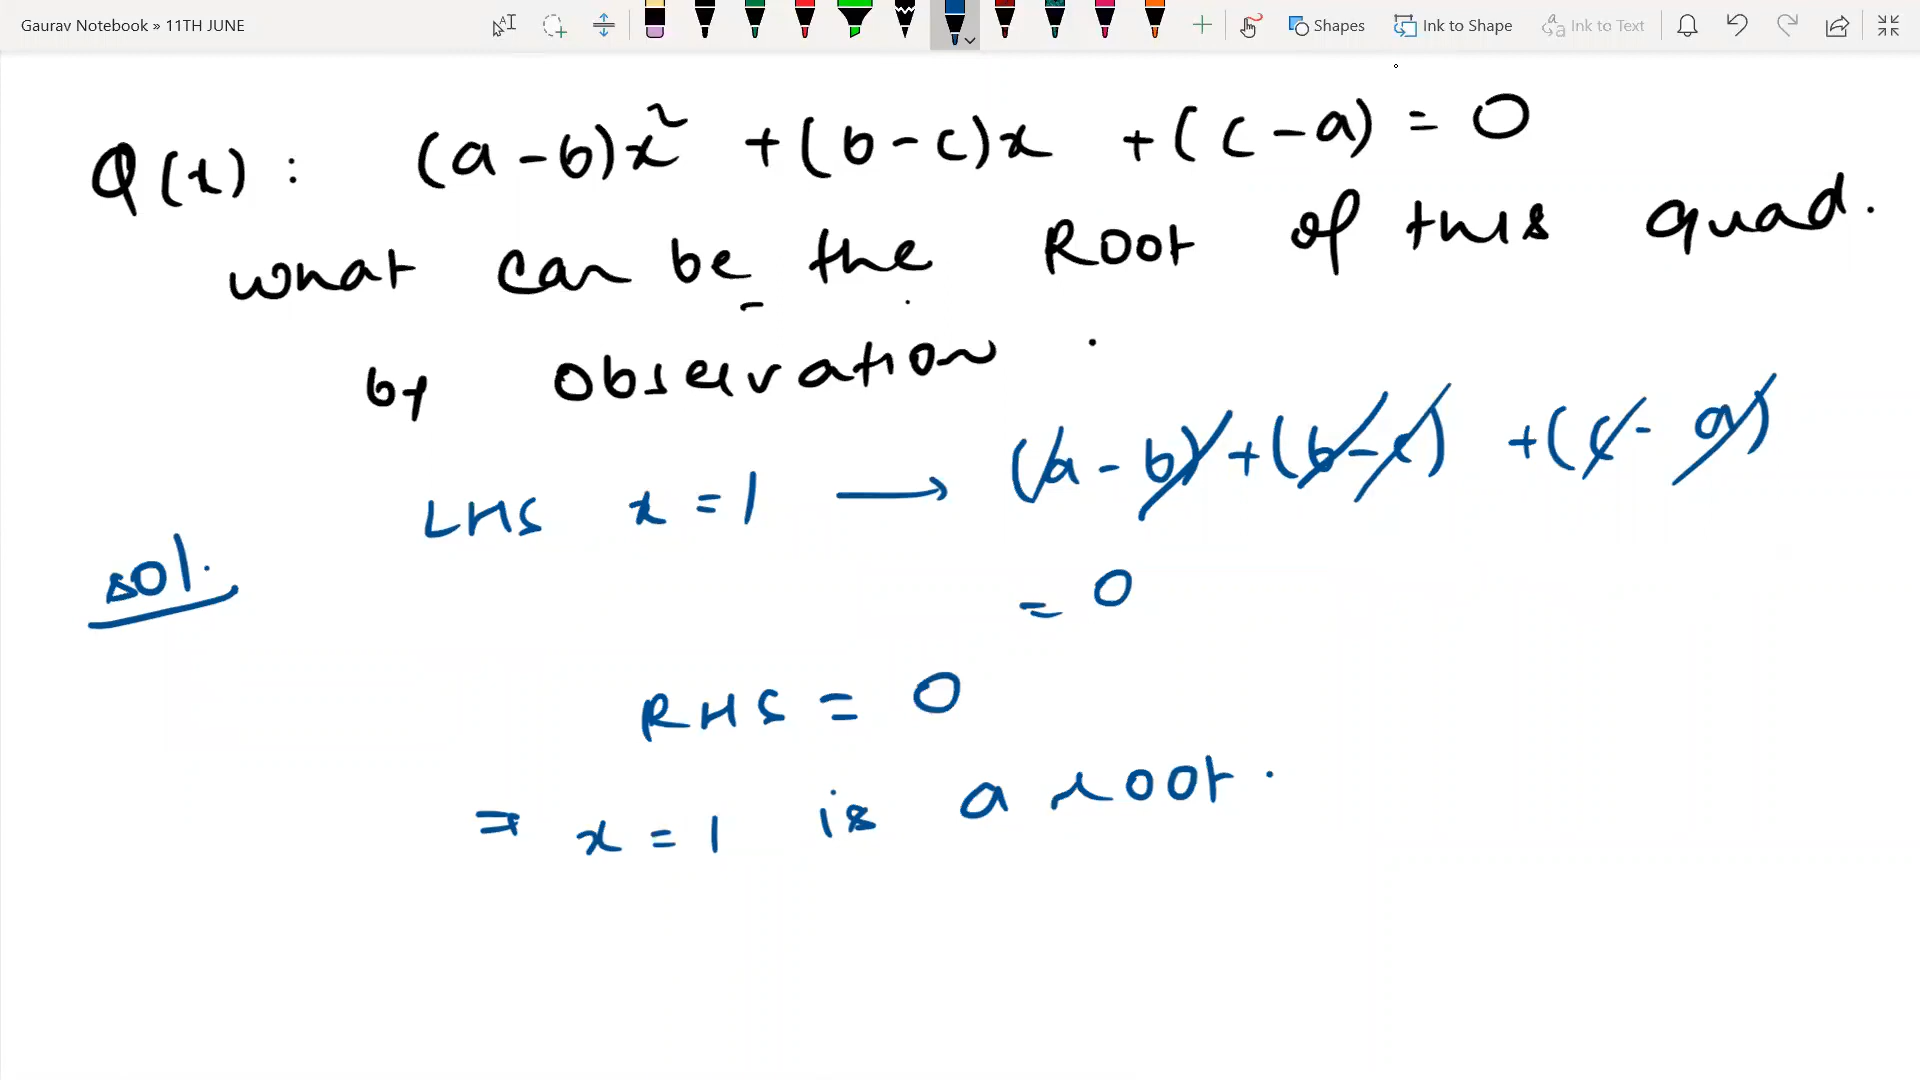 Gaurav Notebook » 11TH JUNE Shapes Ink to Shape Ink to Text
Q(x): (a-b)x² + (b-c)x + (c-a) = 0
what can be the Root of this quad.
by observation.
LHS x = 1 → (a - b) + (b - c) + (c - a)
sol.
= 0
RHS = 0
⇒ x = 1 is a root.